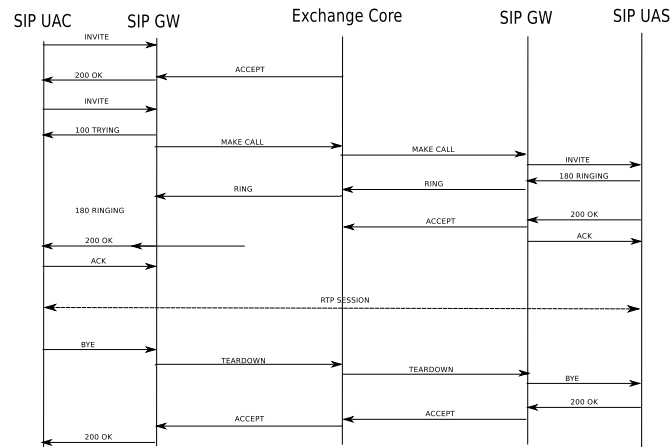 SIP UAC
SIP GW
Exchange Core
SIP GW
SIP UAS
INVITE
ACCEPT
200 OK
INVITE
100 TRYING
MAKE CALL
MAKE CALL
INVITE
180 RINGING
RING
RING
180 RINGING
200 OK
ACCEPT
ACK
200 OK
ACK
RTP SESSION
BYE
TEARDOWN
TEARDOWN
BYE
200 OK
ACCEPT
ACCEPT
200 OK